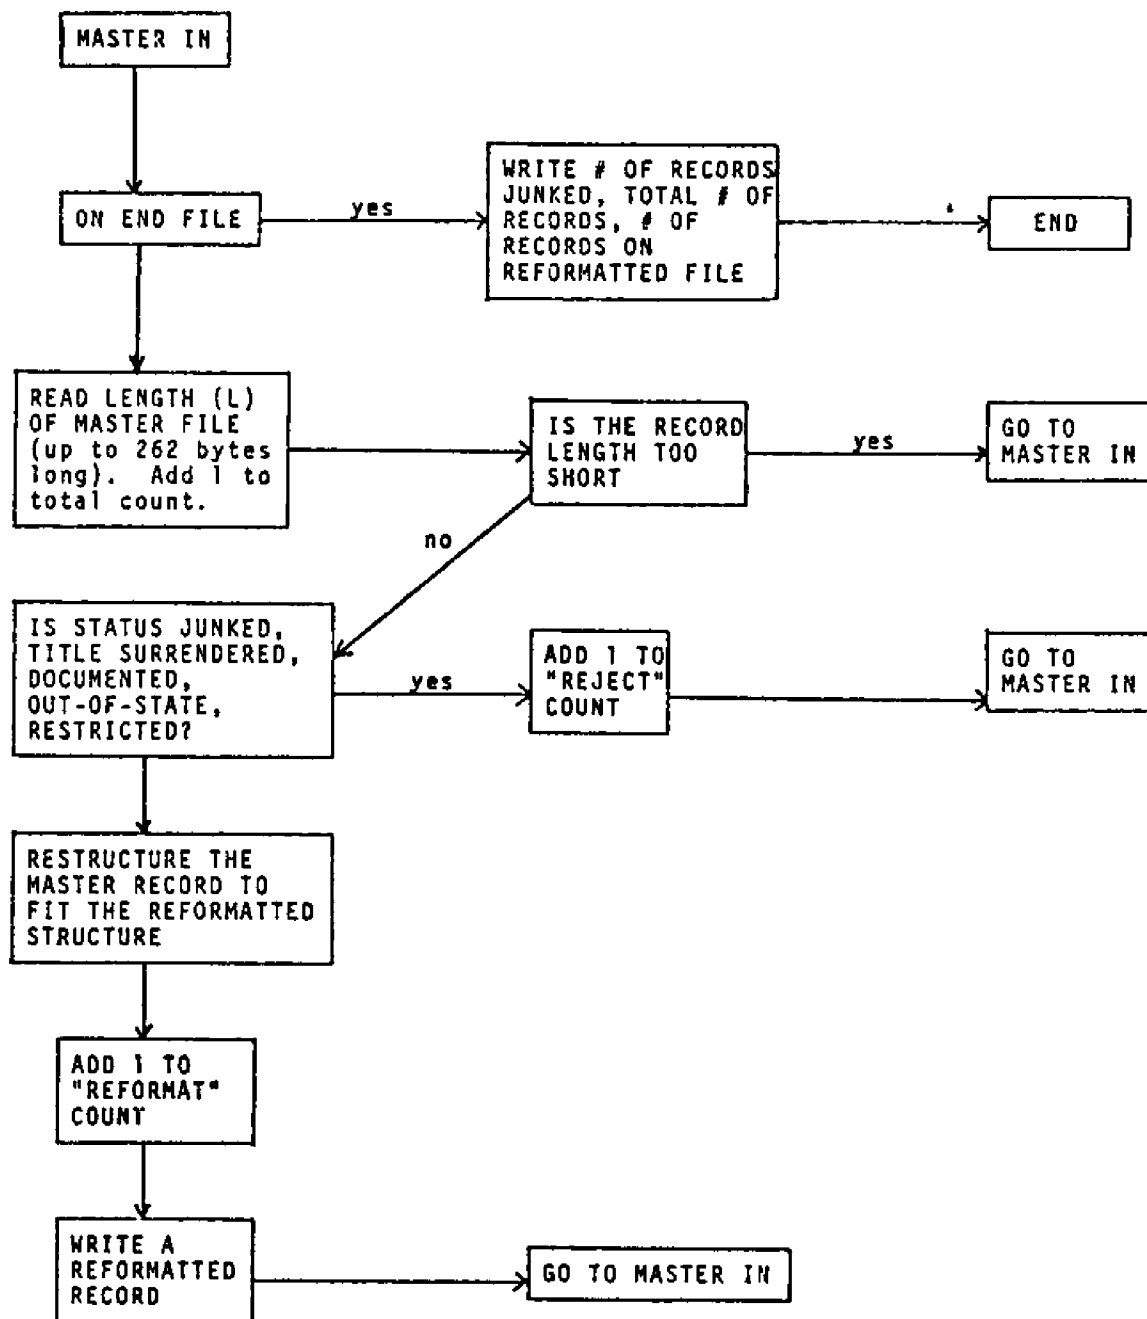 MASTER IN
ON END FILE
yes
WRITE # OF RECORDS
JUNKED, TOTAL # OF
RECORDS, # OF
RECORDS ON
REFORMATTED FILE
END
READ LENGTH (L)
OF MASTER FILE
(up to 262 bytes
long). Add 1 to
total count.
IS THE RECORD
LENGTH TOO
SHORT
yes
GO TO
MASTER IN
no
IS STATUS JUNKED,
TITLE SURRENDERED,
DOCUMENTED,
OUT-OF-STATE,
RESTRICTED?
yes
ADD 1 TO
"REJECT"
COUNT
GO TO
MASTER IN
RESTRUCTURE THE
MASTER RECORD TO
FIT THE REFORMATTED
STRUCTURE
ADD 1 TO
"REFORMAT"
COUNT
WRITE A
REFORMATTED
RECORD
GO TO MASTER IN